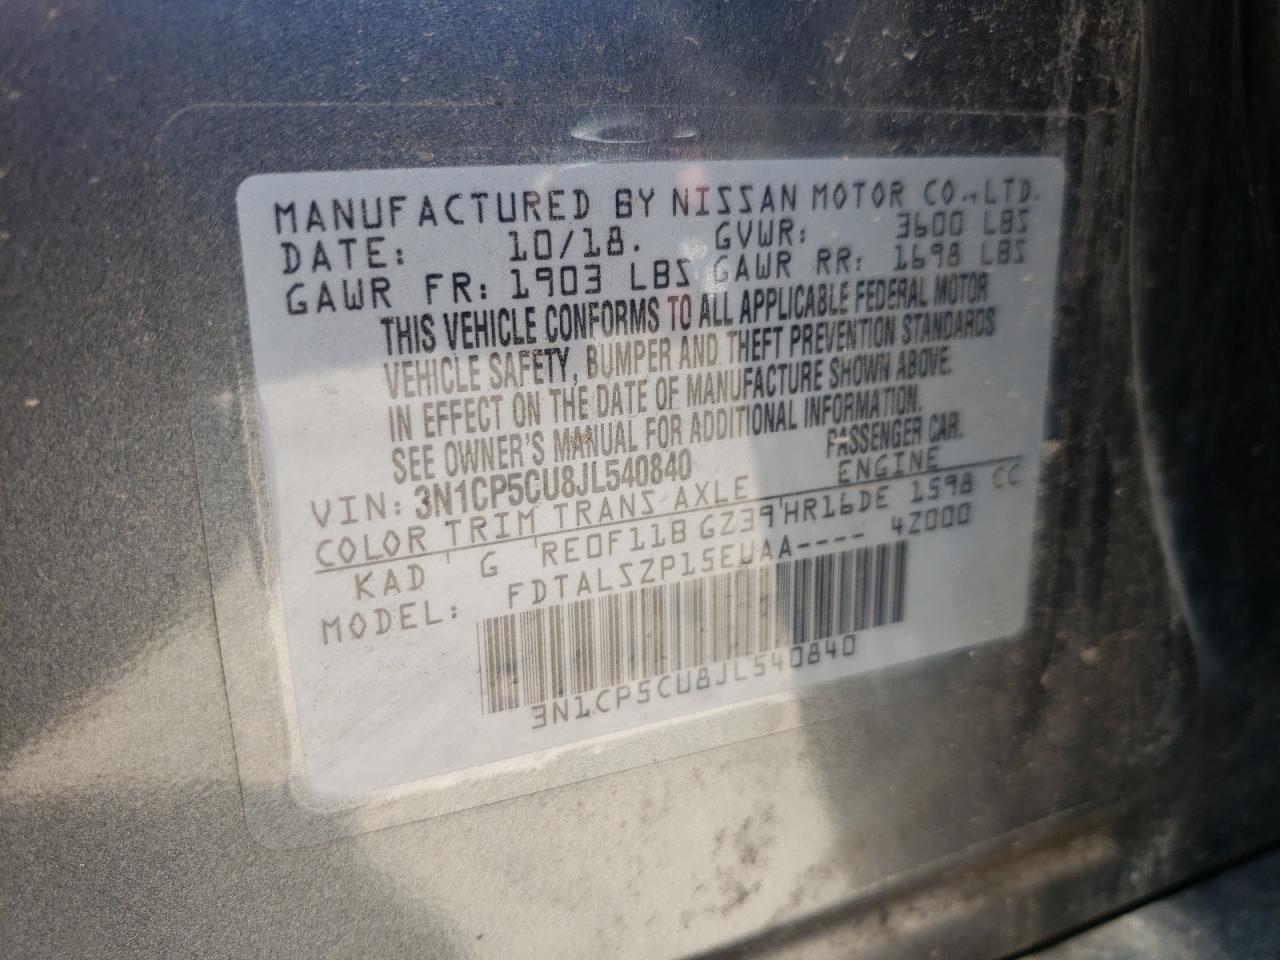 MANUFACTURED BY NISSAN MOTOR CO.,LTD.
DATE: 10/18. GVWR: 3600 LBS
GAWR FR: 1903 LBS GAWR RR: 1698 LBS
THIS VEHICLE CONFORMS TO ALL APPLICABLE FEDERAL MOTOR
VEHICLE SAFETY, BUMPER AND THEFT PREVENTION STANDARDS
IN EFFECT ON THE DATE OF MANUFACTURE SHOWN ABOVE.
SEE OWNER'S MANUAL FOR ADDITIONAL INFORMATION.
VIN: 3N1CP5CU8JL540840 PASSENGER CAR.
COLOR TRIM TRANS AXLE ENGINE
KAD G RE0F11B GZ39 HR16DE 1598 CC
MODEL: FDTALSZP15EUAA---- 4Z000
3N1CP5CU8JL540840